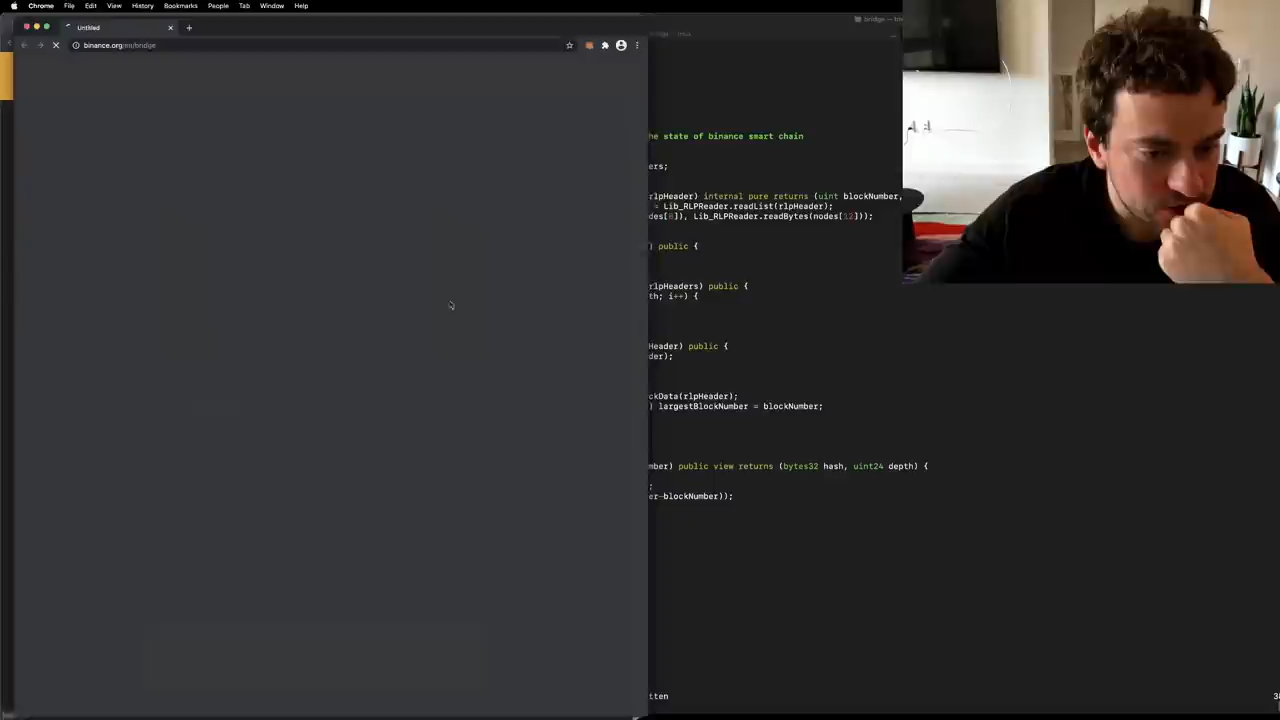 Chrome File Edit View History Bookmarks People Tab Window Help
Untitled
binance.org/en/bridge
bridge — tmu
he state of binance smart chain
ers;
rlpHeader) internal pure returns (uint blockNumber,
= Lib_RLPReader.readList(rlpHeader);
des[8]), Lib_RLPReader.readBytes(nodes[12]));
) public {
rlpHeaders) public {
th; i++) {
Header) public {
der);
ckData(rlpHeader);
) largestBlockNumber = blockNumber;
mber) public view returns (bytes32 hash, uint24 depth) {
;
er-blockNumber));
tten